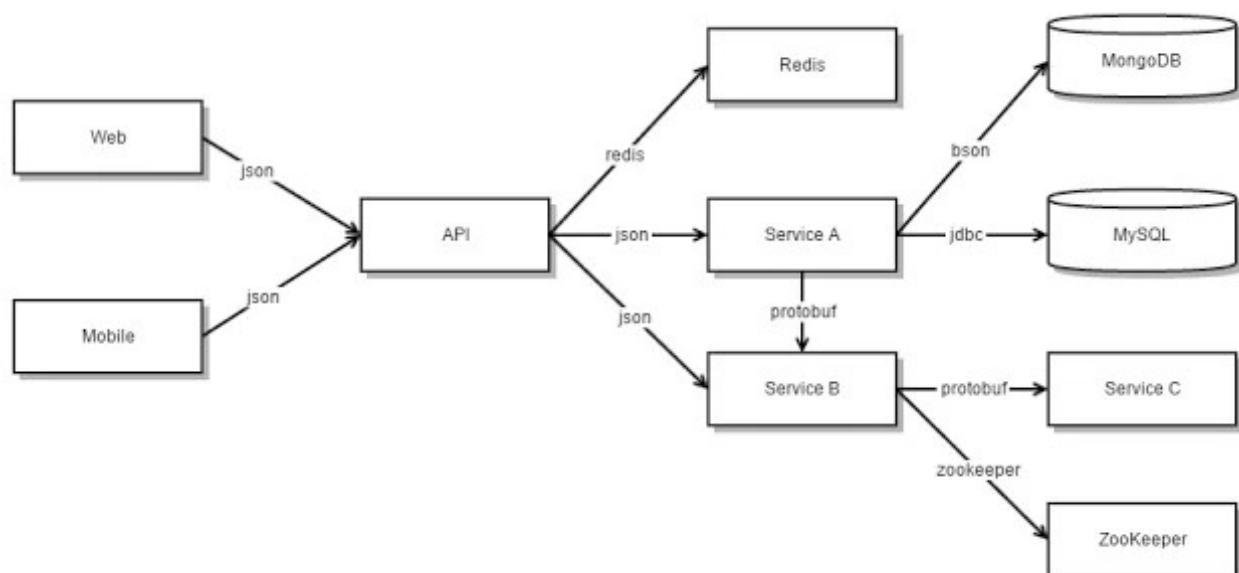 Redis
MongoDB
Web
json
redis
bson
API
json
Service A
jdbc
MySQL
json
Mobile
json
protobuf
Service B
protobuf
Service C
zookeeper
ZooKeeper